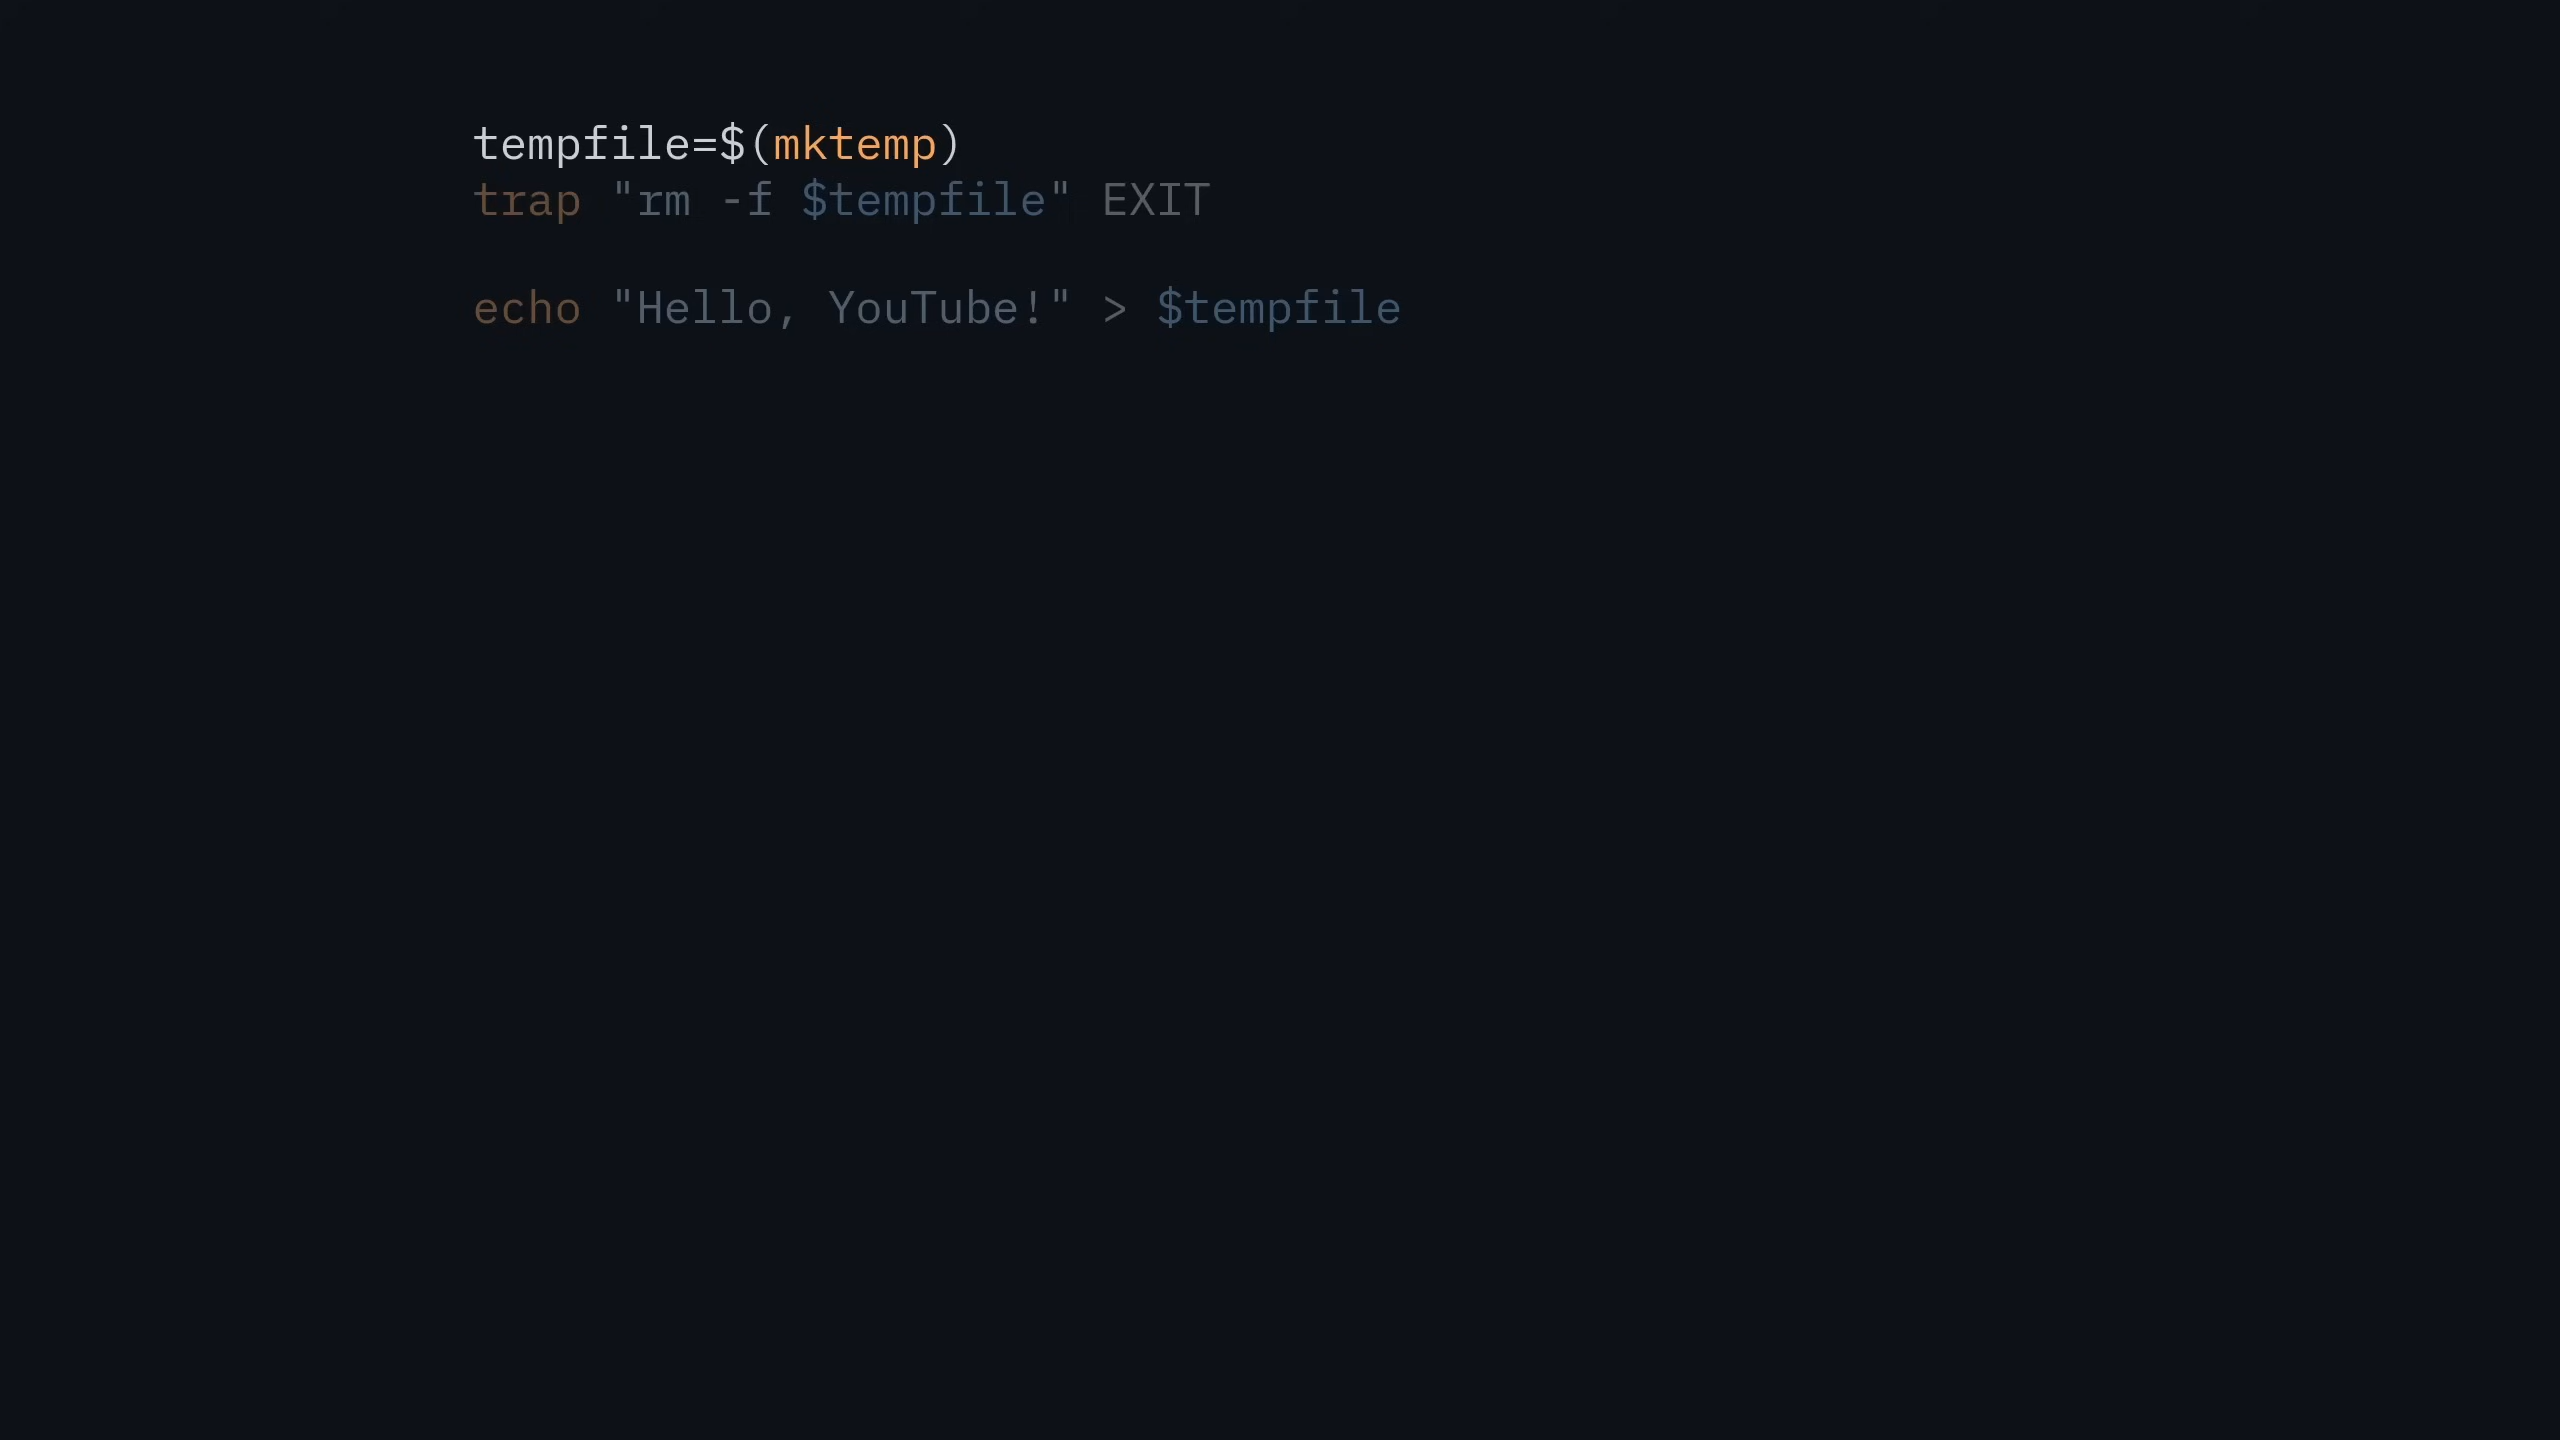 tempfile=$(mktemp)
trap "rm -f $tempfile" EXIT
echo "Hello, YouTube!" > $tempfile